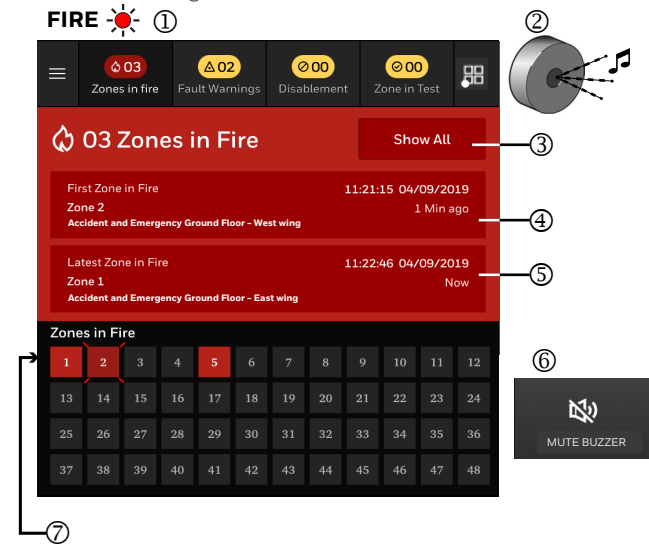 FIRE ①
②
03
02
00
00
Zones in fire
Fault Warnings
Disablement
Zone in Test
03 Zones in Fire
Show All
③
First Zone in Fire 11:21:15 04/09/2019
Zone 2 1 Min ago
Accident and Emergency Ground Floor – West wing
④
Latest Zone in Fire 11:22:46 04/09/2019
Zone 1 Now
Accident and Emergency Ground Floor – East wing
⑤
Zones in Fire
1 2 3 4 5 6 7 8 9 10 11 12
13 14 15 16 17 18 19 20 21 22 23 24
25 26 27 28 29 30 31 32 33 34 35 36
37 38 39 40 41 42 43 44 45 46 47 48
⑥
MUTE BUZZER
⑦